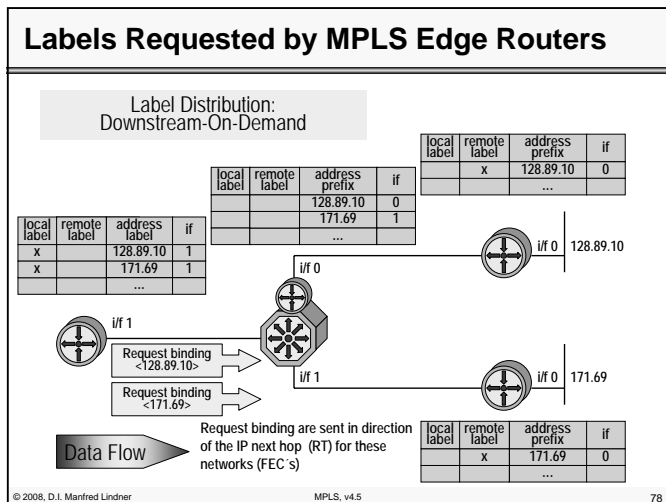 Labels Requested by MPLS Edge Routers
Label Distribution:
Downstream-On-Demand
local label remote label address prefix if
x 128.89.10 0
...
local label remote label address prefix if
128.89.10 0
171.69 1
...
local label remote label address label if
x 128.89.10 1
x 171.69 1
...
i/f 0
i/f 0 128.89.10
i/f 1
Request binding
<128.89.10>
i/f 1
i/f 0 171.69
Request binding
<171.69>
Data Flow
Request binding are sent in direction
of the IP next hop (RT) for these
networks (FEC´s)
local label remote label address prefix if
x 171.69 0
...
© 2008, D.I. Manfred Lindner MPLS, v4.5 78